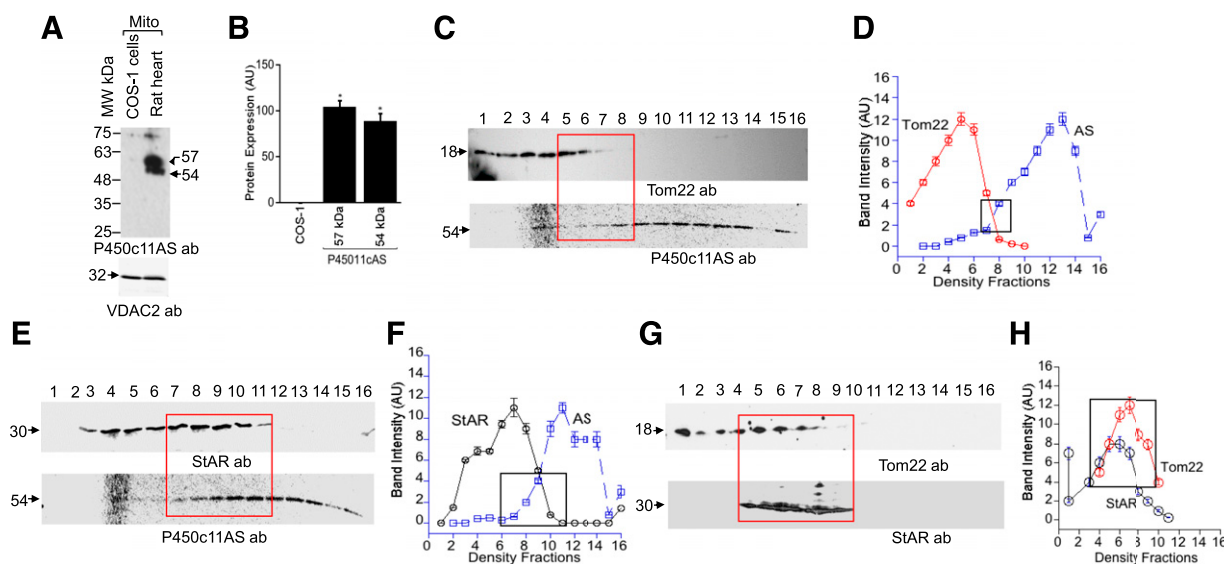 A
Mito
MW kDa
COS-1 cells
Rat heart
75
63
48
35
25
57
54
P450c11AS ab
32
VDAC2 ab
B
Protein Expression (AU)
150
100
50
0
*
*
COS-1
57 kDa
54 kDa
P45011cAS
C
1 2 3 4 5 6 7 8 9 10 11 12 13 14 15 16
18
Tom22 ab
54
P450c11AS ab
D
Band Intensity (AU)
16
14
12
10
8
6
4
2
0
Tom22
AS
0 2 4 6 8 10 12 14 16
Density Fractions
E
1 2 3 4 5 6 7 8 9 10 11 12 13 14 15 16
30
StAR ab
54
P450c11AS ab
F
Band Intensity (AU)
16
14
12
10
8
6
4
2
0
StAR
AS
0 2 4 6 8 10 12 14 16
Density Fractions
G
1 2 3 4 5 6 7 8 9 10 11 12 13 14 15 16
18
Tom22 ab
30
StAR ab
H
Band Intensity (AU)
16
14
12
10
8
6
4
2
0
Tom22
StAR
0 2 4 6 8 10 12 14 16
Density Fractions